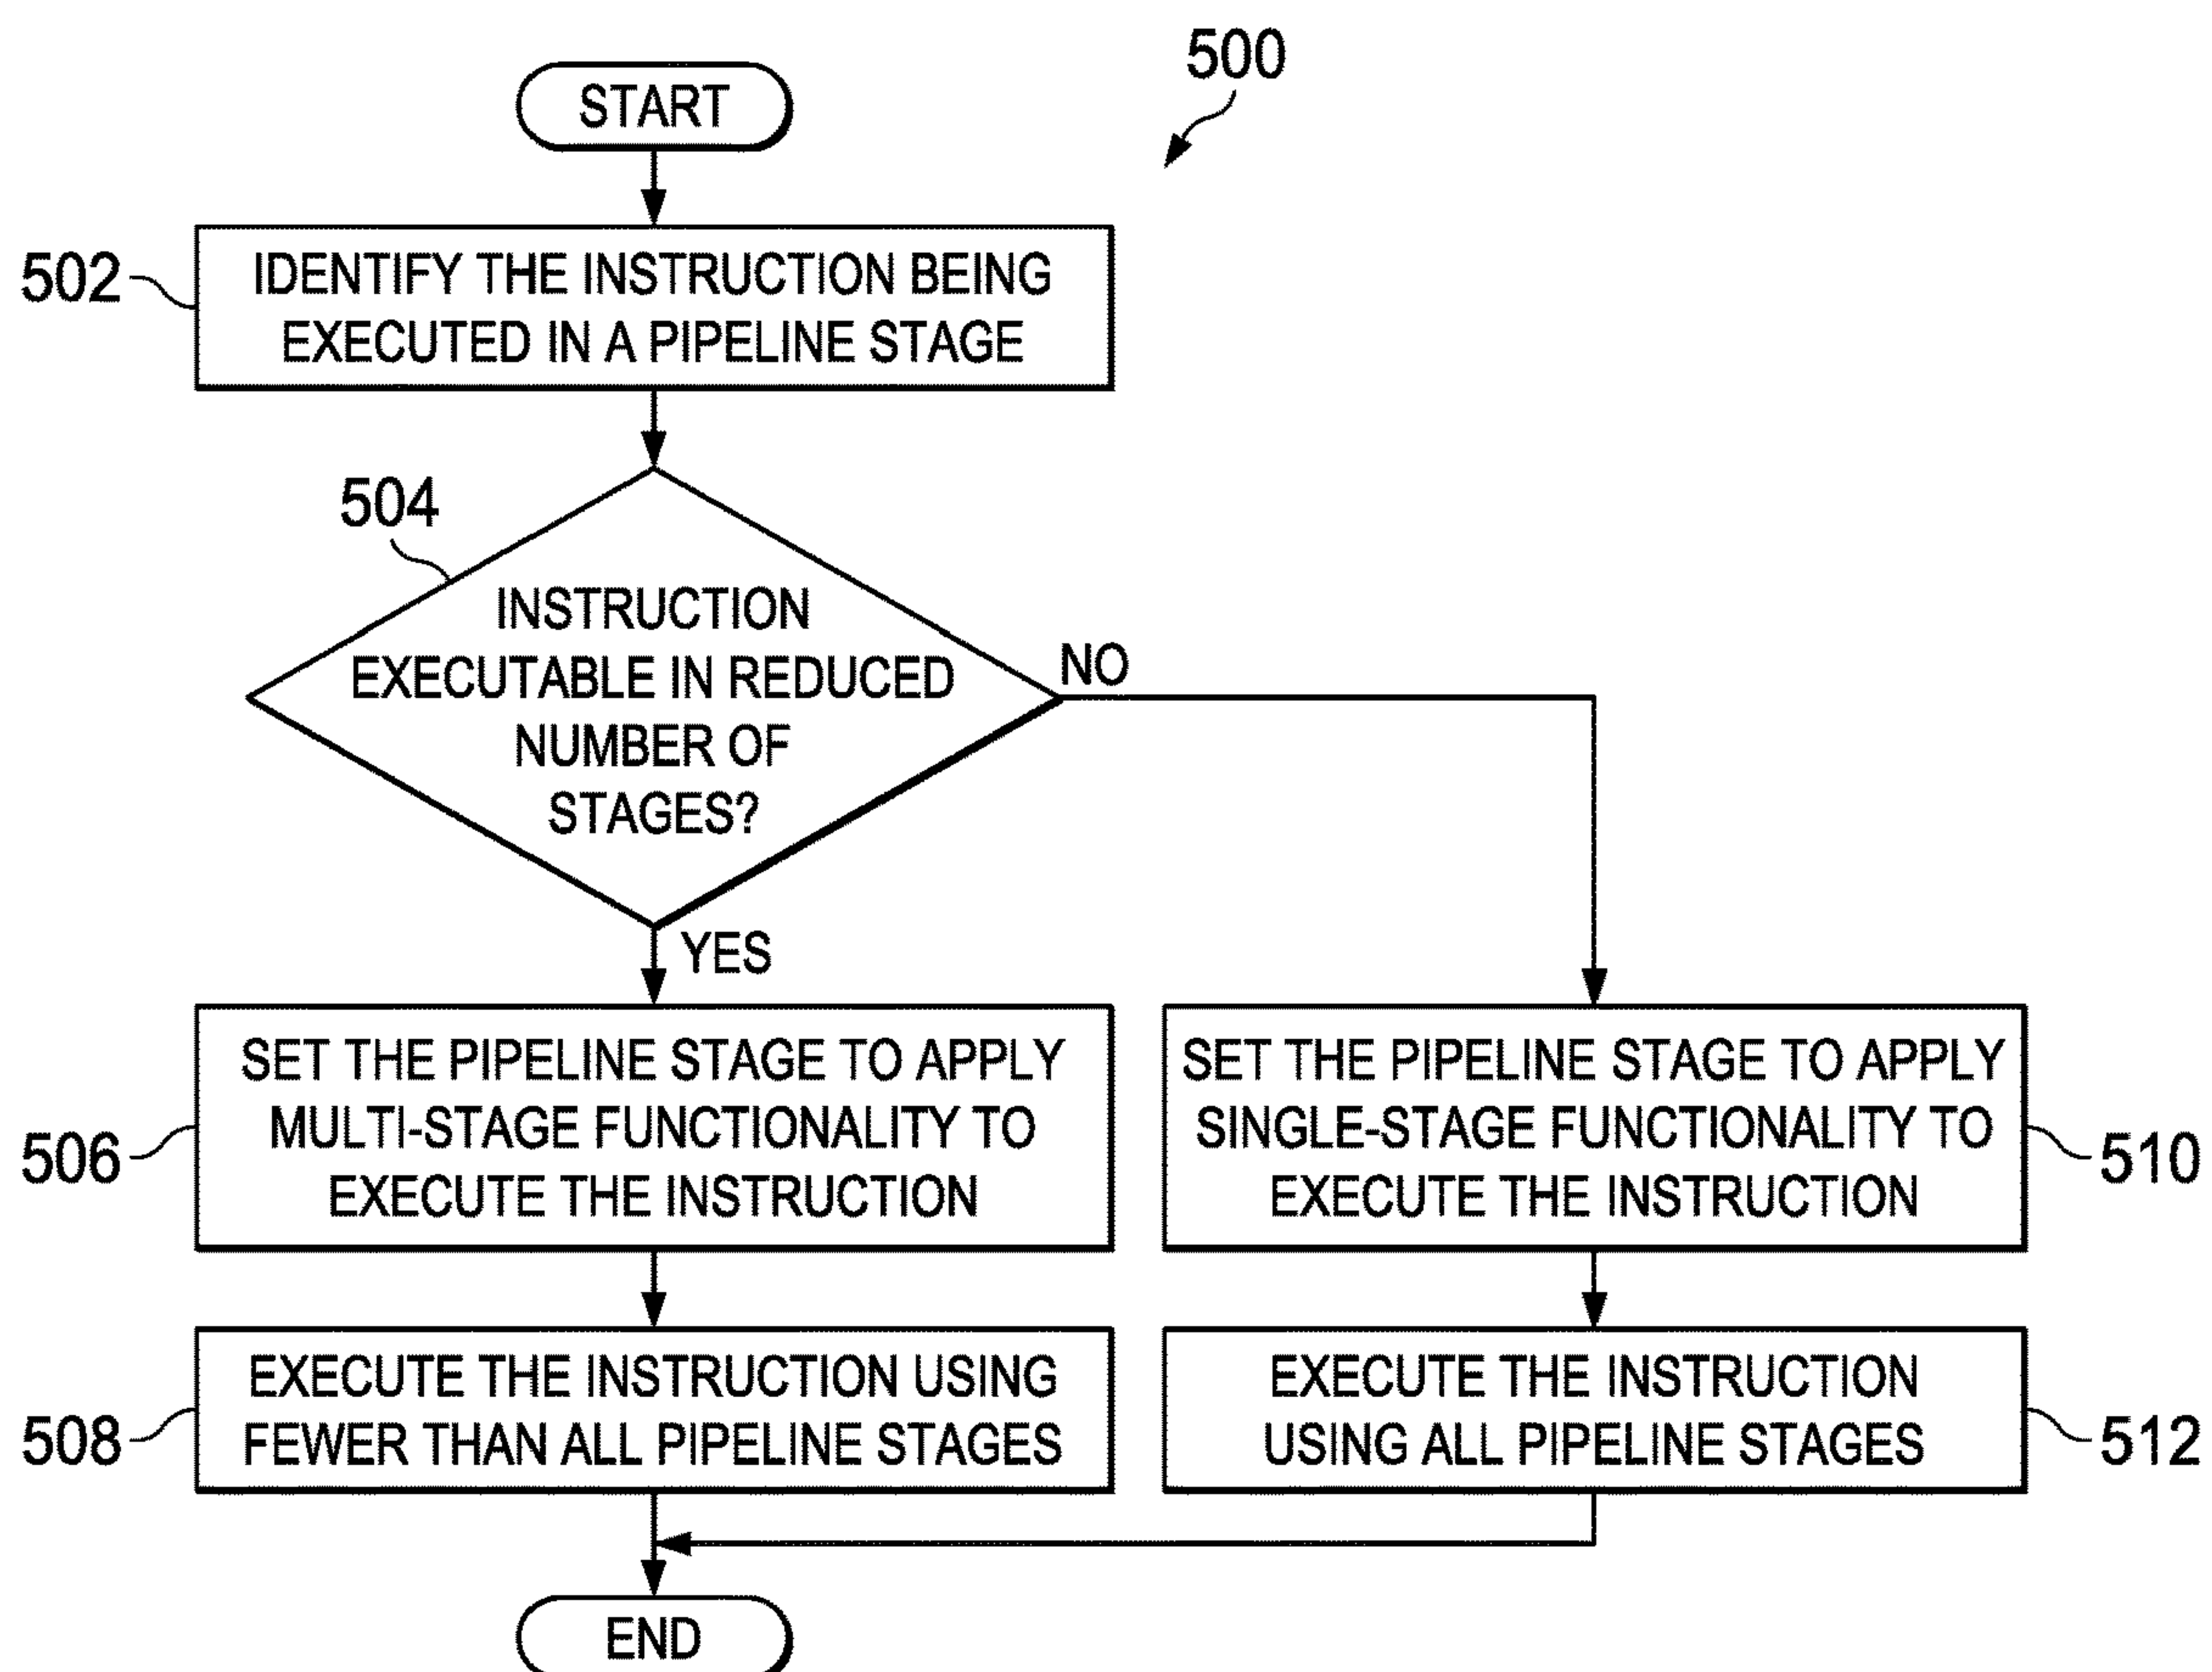 500
START
502
IDENTIFY THE INSTRUCTION BEING
EXECUTED IN A PIPELINE STAGE
504
INSTRUCTION
EXECUTABLE IN REDUCED
NUMBER OF
STAGES?
NO
YES
506
SET THE PIPELINE STAGE TO APPLY
MULTI-STAGE FUNCTIONALITY TO
EXECUTE THE INSTRUCTION
SET THE PIPELINE STAGE TO APPLY
SINGLE-STAGE FUNCTIONALITY TO
EXECUTE THE INSTRUCTION
510
508
EXECUTE THE INSTRUCTION USING
FEWER THAN ALL PIPELINE STAGES
EXECUTE THE INSTRUCTION
USING ALL PIPELINE STAGES
512
END